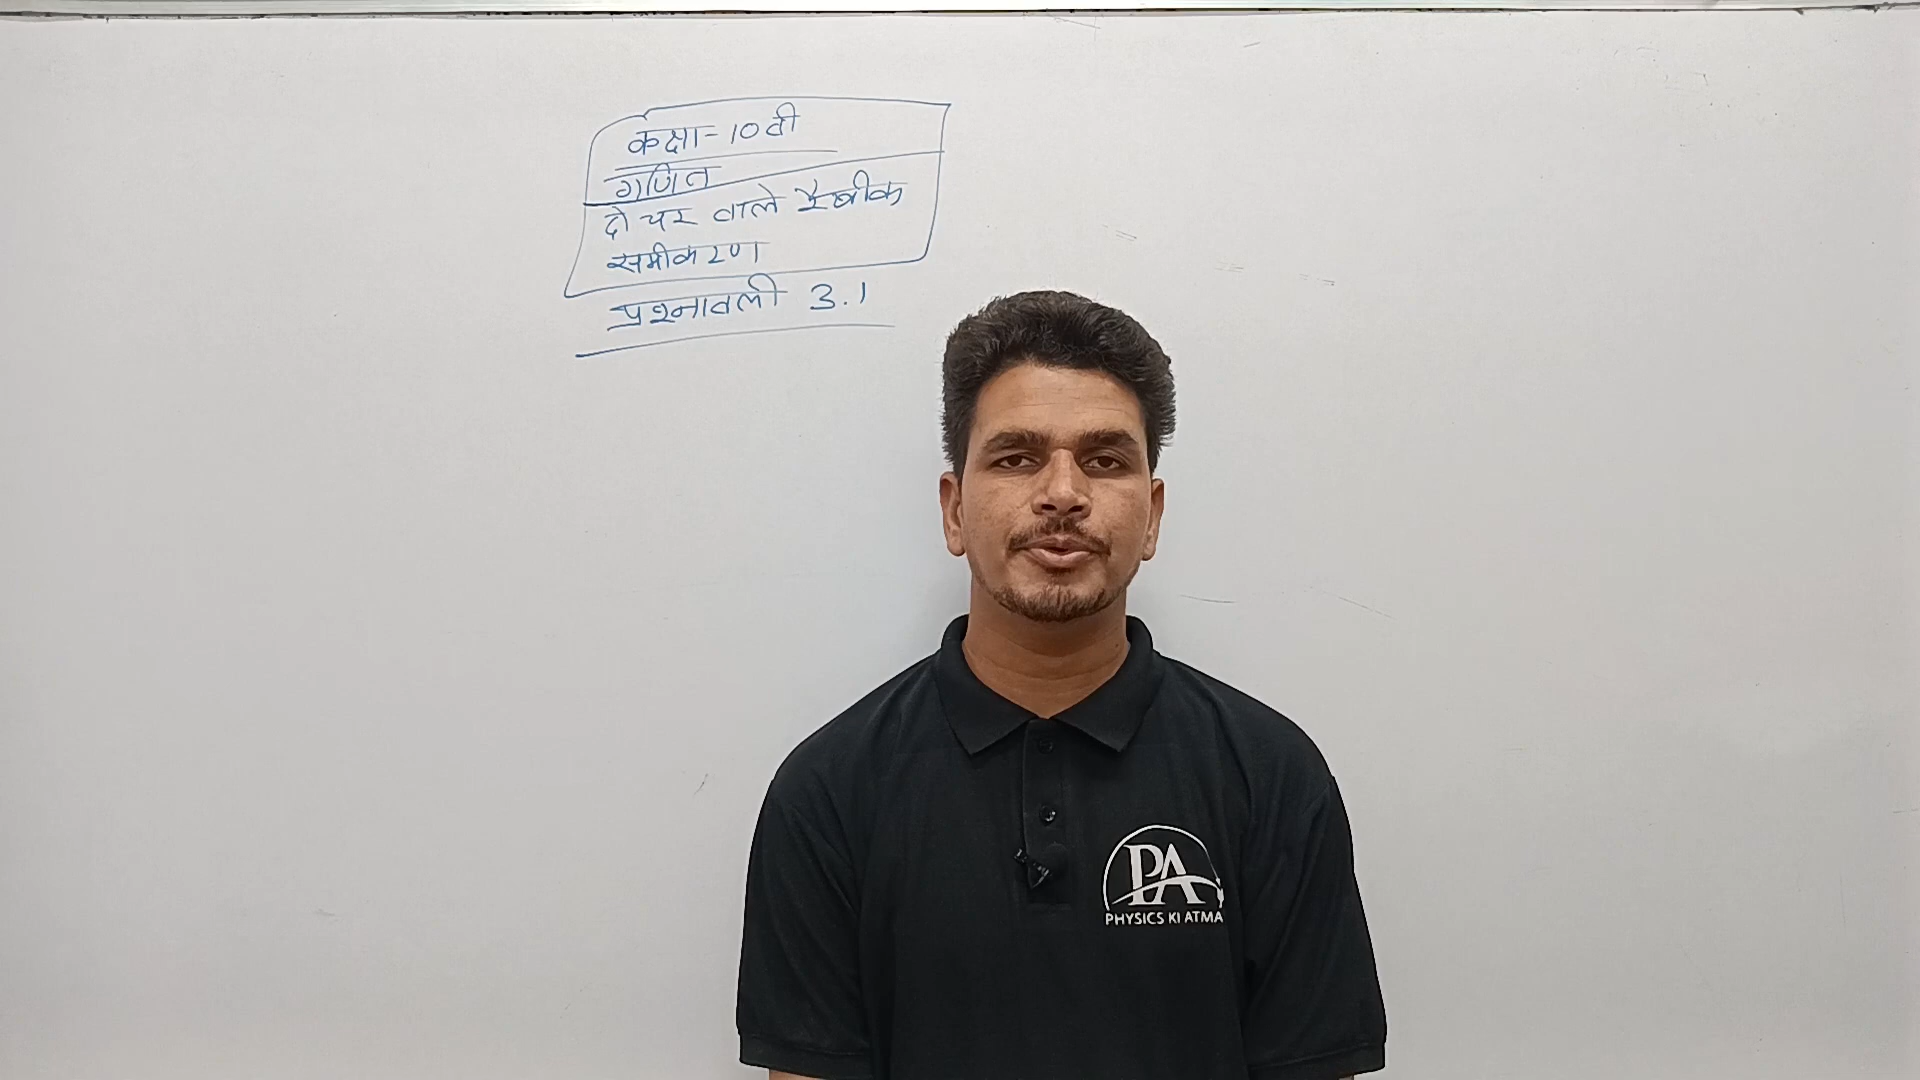 कक्षा-10वी
गणित
दो चर वाले रैखीक
समीकरण
प्रश्नावली 3.1
PA
PHYSICS KI ATMA